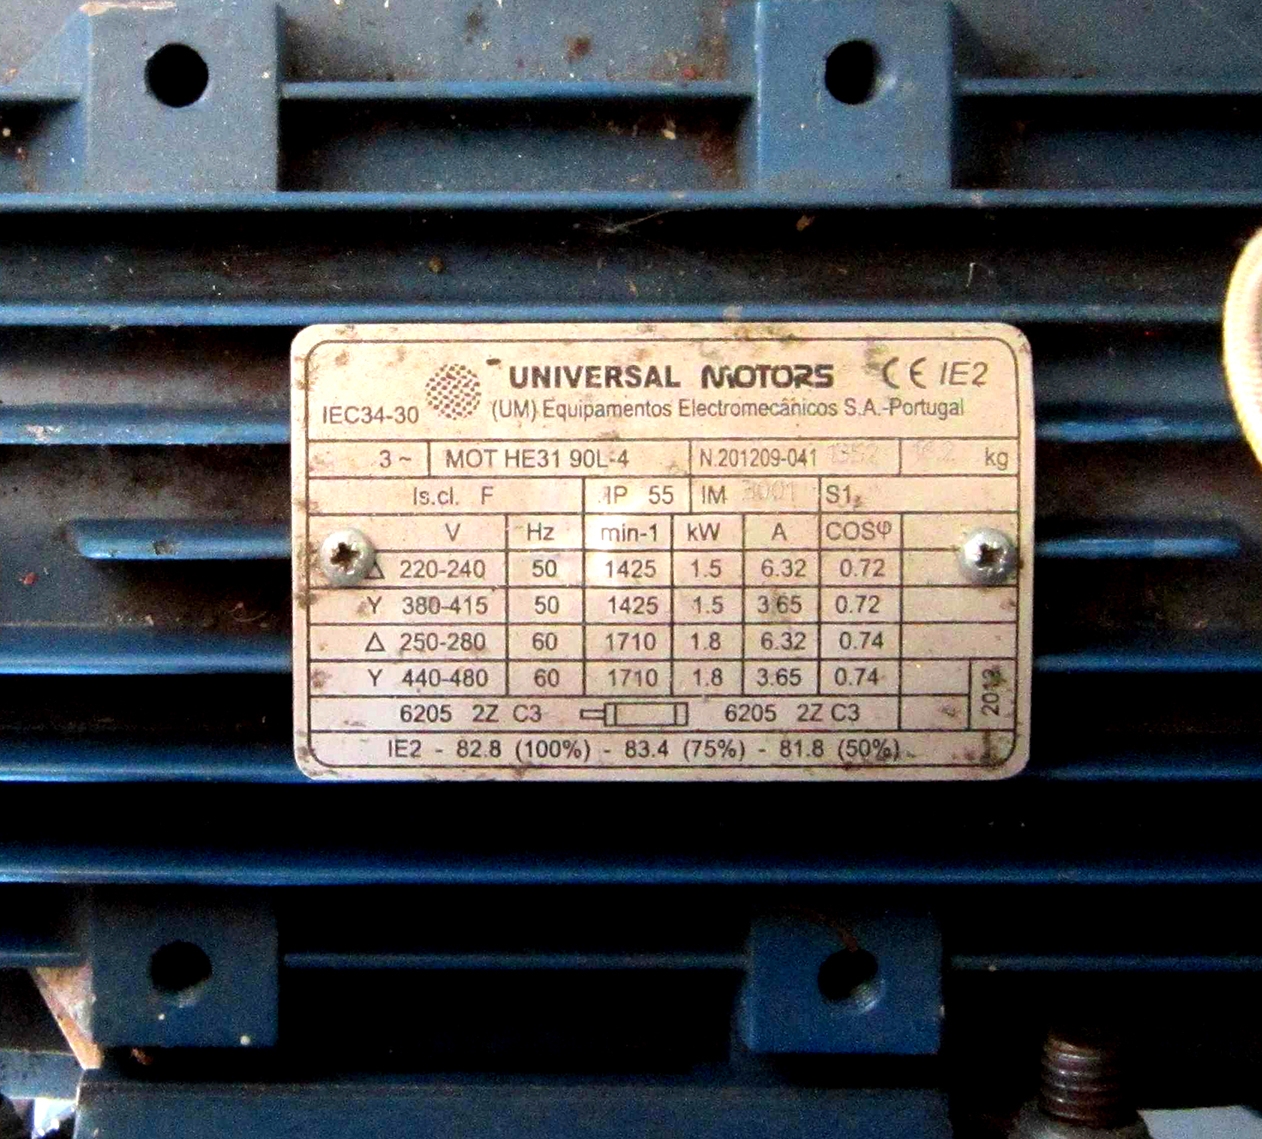 UNIVERSAL MOTORS CE IE2
IEC34-30 (UM) Equipamentos Electromecânicos S.A.-Portugal
3~ MOT HE31 90L-4 N.201209-041 kg
Is.cl. F IP 55 IM S1
V Hz min-1 kW A COSφ
Δ 220-240 50 1425 1.5 6.32 0.72
Y 380-415 50 1425 1.5 3.65 0.72
Δ 250-280 60 1710 1.8 6.32 0.74
Y 440-480 60 1710 1.8 3.65 0.74
6205 2Z C3 6205 2Z C3
IE2 - 82.8 (100%) - 83.4 (75%) - 81.8 (50%)